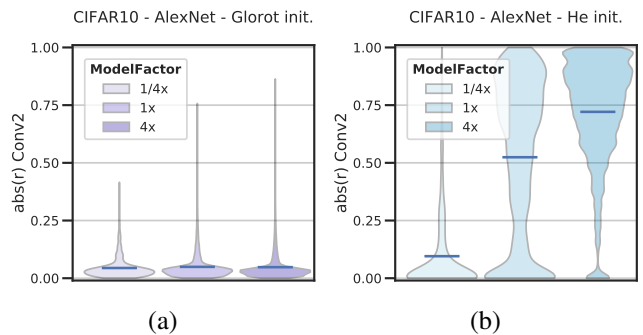 CIFAR10 - AlexNet - Glorot init.
abs(r) Conv2
1.00
0.75
0.50
0.25
0.00
ModelFactor
1/4x
1x
4x
(a)
CIFAR10 - AlexNet - He init.
abs(r) Conv2
1.00
0.75
0.50
0.25
0.00
ModelFactor
1/4x
1x
4x
(b)